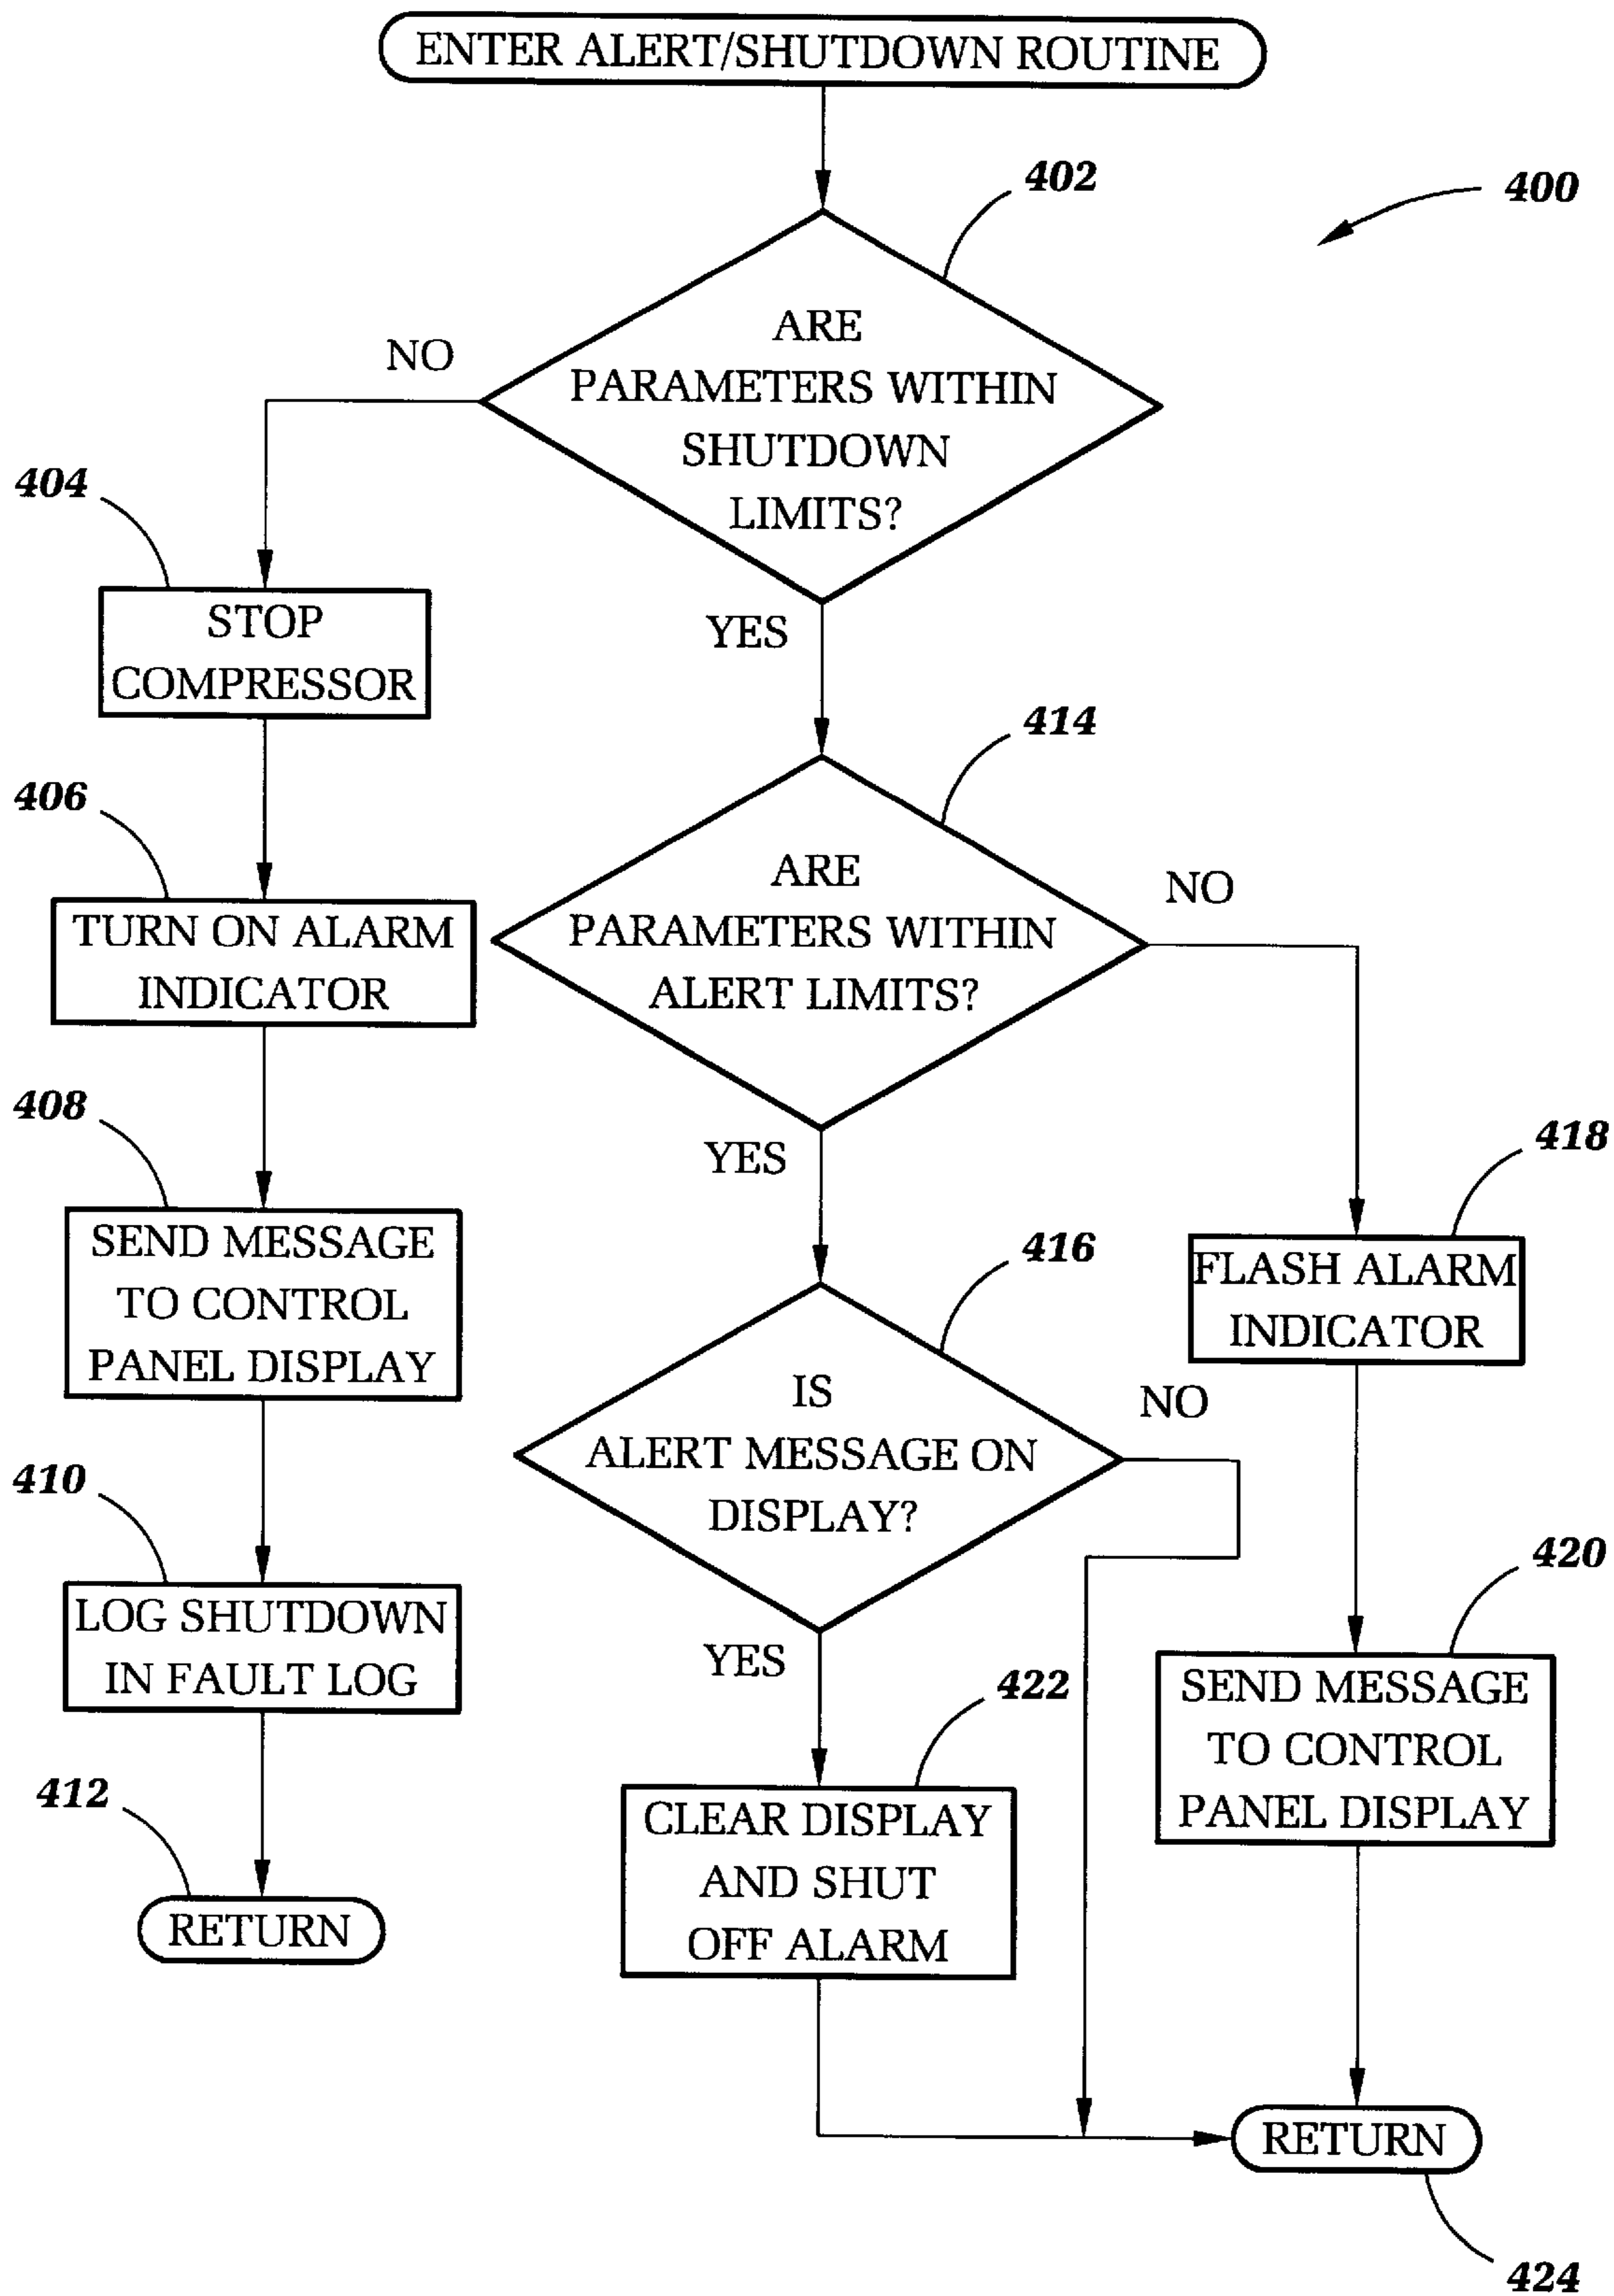 ENTER ALERT/SHUTDOWN ROUTINE
402
400
ARE
PARAMETERS WITHIN
SHUTDOWN
LIMITS?
NO
YES
404
STOP
COMPRESSOR
406
TURN ON ALARM
INDICATOR
408
SEND MESSAGE
TO CONTROL
PANEL DISPLAY
410
LOG SHUTDOWN
IN FAULT LOG
412
RETURN
414
ARE
PARAMETERS WITHIN
ALERT LIMITS?
NO
YES
416
IS
ALERT MESSAGE ON
DISPLAY?
NO
YES
422
CLEAR DISPLAY
AND SHUT
OFF ALARM
418
FLASH ALARM
INDICATOR
420
SEND MESSAGE
TO CONTROL
PANEL DISPLAY
RETURN
424